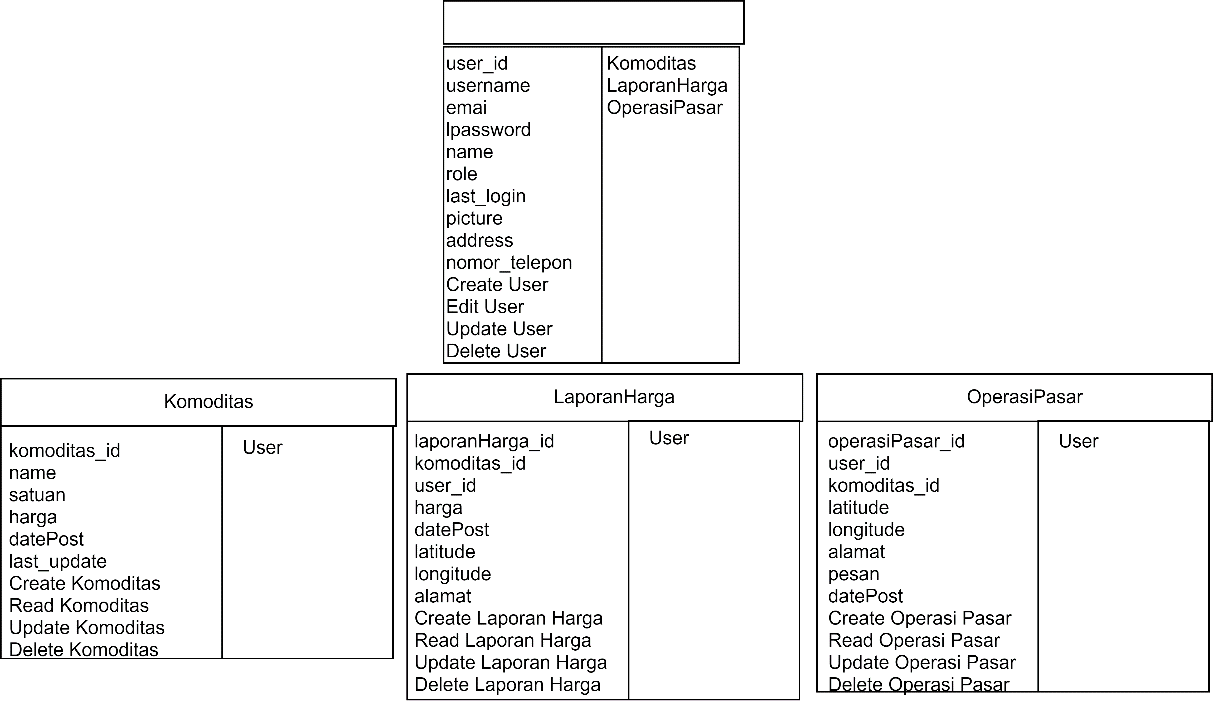 user_id
username
emai
lpassword
name
role
last_login
picture
address
nomor_telepon
Create User
Edit User
Update User
Delete User
Komoditas
LaporanHarga
OperasiPasar
Komoditas
komoditas_id
name
satuan
harga
datePost
last_update
Create Komoditas
Read Komoditas
Update Komoditas
Delete Komoditas
User
LaporanHarga
laporanHarga_id
komoditas_id
user_id
harga
datePost
latitude
longitude
alamat
Create Laporan Harga
Read Laporan Harga
Update Laporan Harga
Delete Laporan Harga
User
OperasiPasar
operasiPasar_id
user_id
komoditas_id
latitude
longitude
alamat
pesan
datePost
Create Operasi Pasar
Read Operasi Pasar
Update Operasi Pasar
Delete Operasi Pasar
User